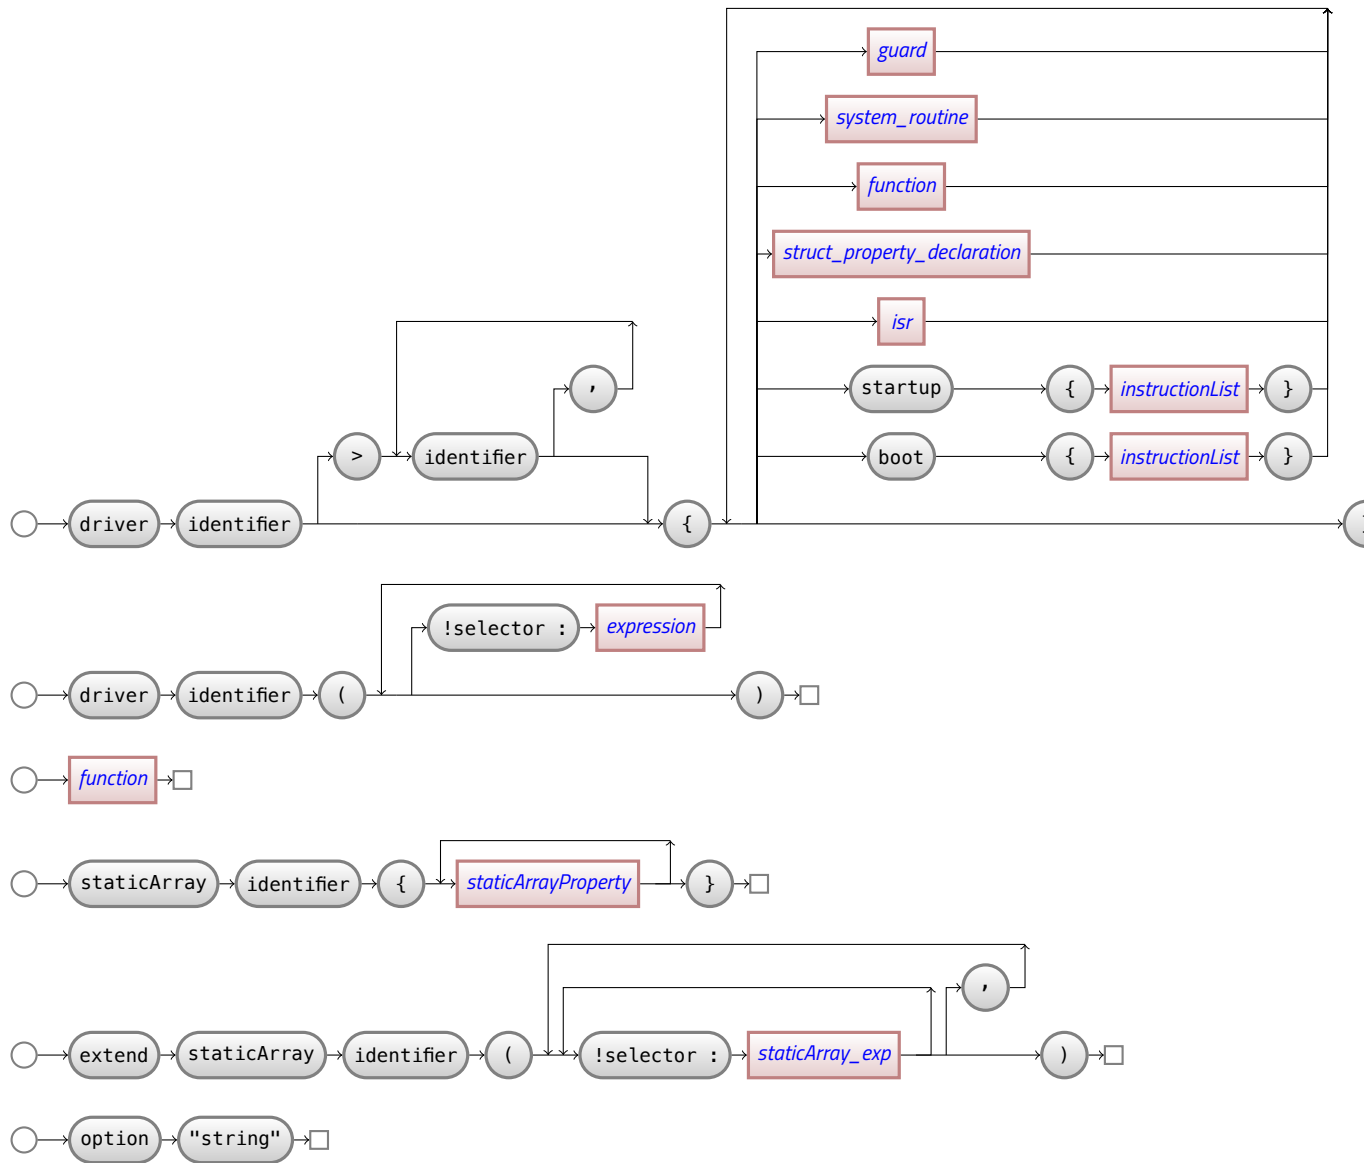 guard
system_routine
function
struct_property_declaration
isr
,
startup { instructionList }
> identifier boot { instructionList }
driver identifier { }
!selector : expression
driver identifier ( )
function
staticArray identifier { staticArrayProperty }
,
extend staticArray identifier ( !selector : staticArray_exp )
option "string"